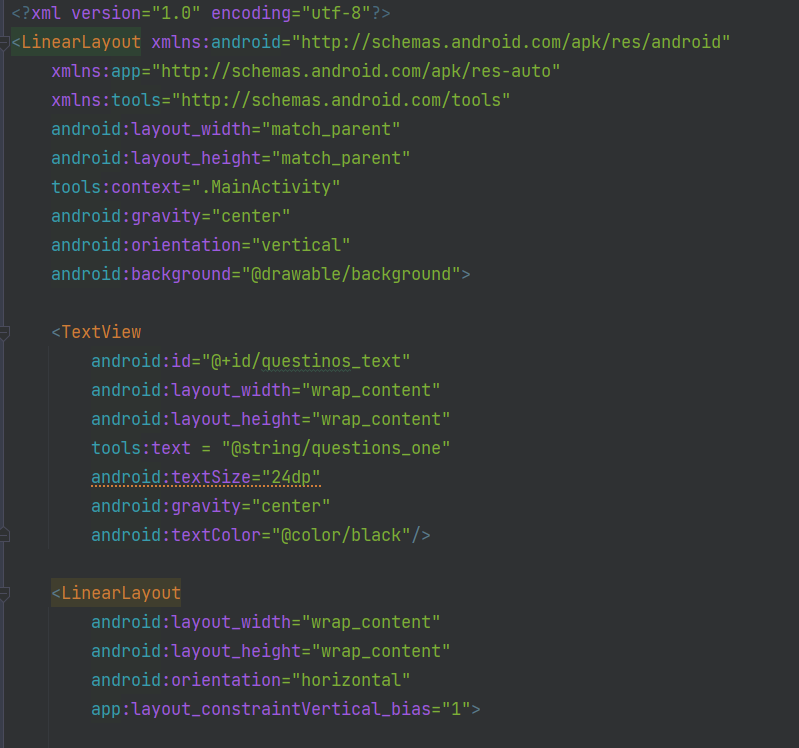 <?xml version="1.0" encoding="utf-8"?>
<LinearLayout xmlns:android="http://schemas.android.com/apk/res/android"
xmlns:app="http://schemas.android.com/apk/res-auto"
xmlns:tools="http://schemas.android.com/tools"
android:layout_width="match_parent"
android:layout_height="match_parent"
tools:context=".MainActivity"
android:gravity="center"
android:orientation="vertical"
android:background="@drawable/background">
<TextView
android:id="@+id/questinos_text"
android:layout_width="wrap_content"
android:layout_height="wrap_content"
tools:text = "@string/questions_one"
android:textSize="24dp"
android:gravity="center"
android:textColor="@color/black"/>
<LinearLayout
android:layout_width="wrap_content"
android:layout_height="wrap_content"
android:orientation="horizontal"
app:layout_constraintVertical_bias="1">